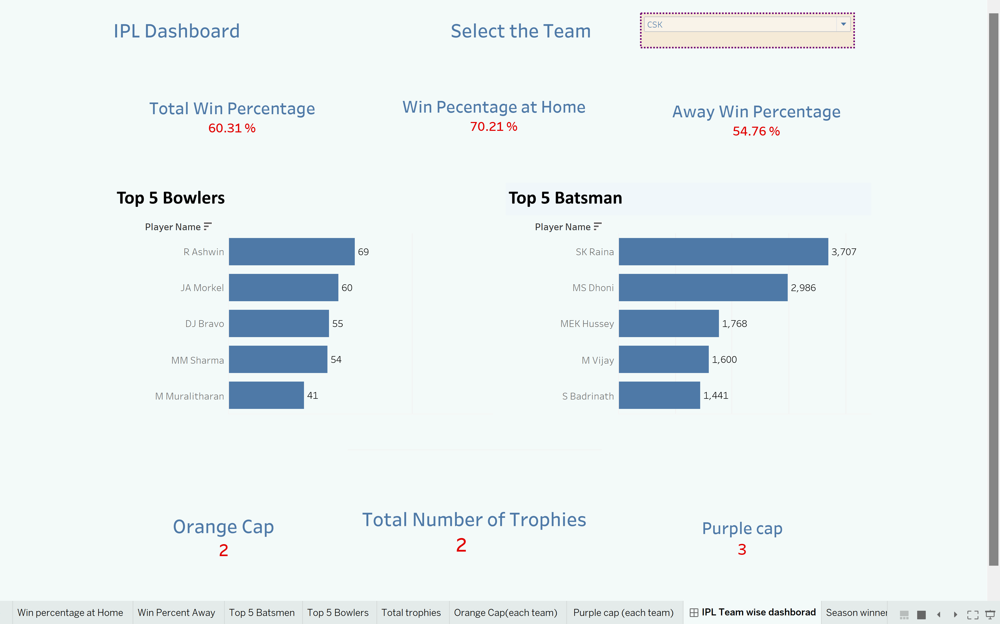 IPL Dashboard
Select the Team
CSK
Total Win Percentage
60.31 %
Win Pecentage at Home
70.21 %
Away Win Percentage
54.76 %
Top 5 Bowlers
Player Name
R Ashwin 69
JA Morkel 60
DJ Bravo 55
MM Sharma 54
M Muralitharan 41
Top 5 Batsman
Player Name
SK Raina 3,707
MS Dhoni 2,986
MEK Hussey 1,768
M Vijay 1,600
S Badrinath 1,441
Orange Cap
2
Total Number of Trophies
2
Purple cap
3
Win percentage at Home
Win Percent Away
Top 5 Batsmen
Top 5 Bowlers
Total trophies
Orange Cap(each team)
Purple cap (each team)
IPL Team wise dashborad
Season winner